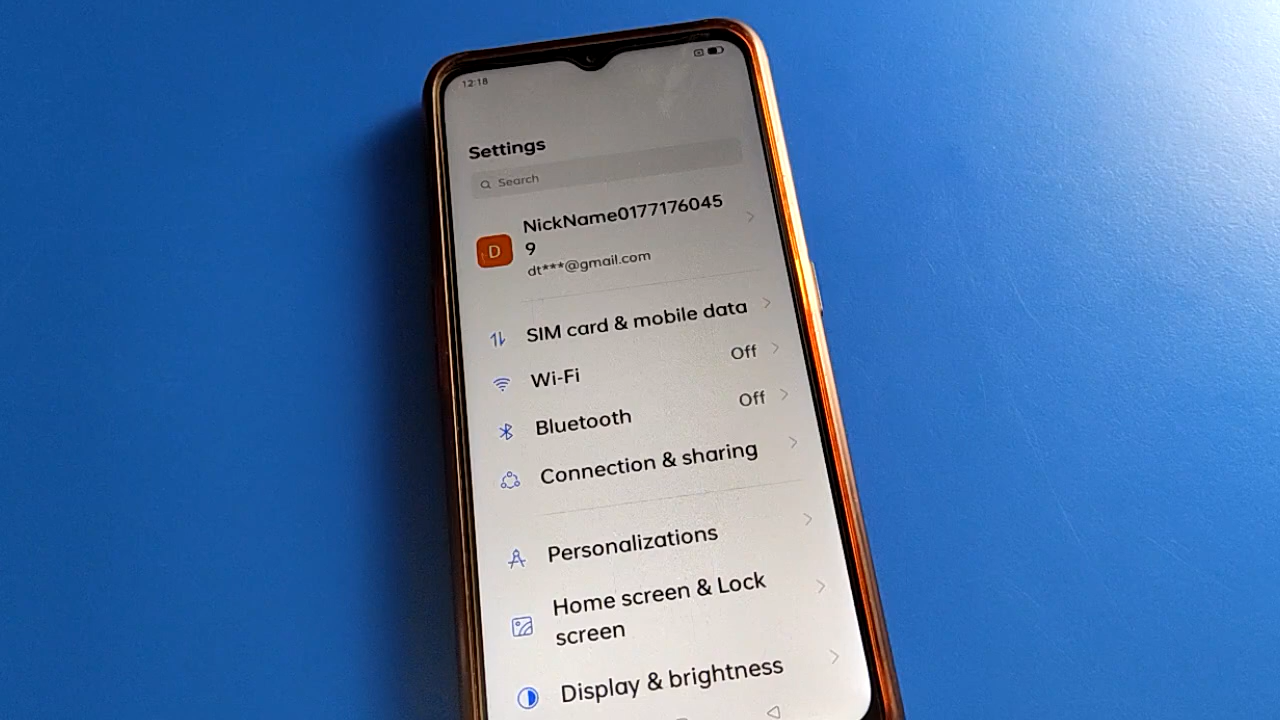 12:18
Settings
Search
D
NickName0177176045
9
dt***@gmail.com
SIM card & mobile data
Wi-Fi
Off
Bluetooth
Off
Connection & sharing
Personalizations
Home screen & Lock
screen
Display & brightness